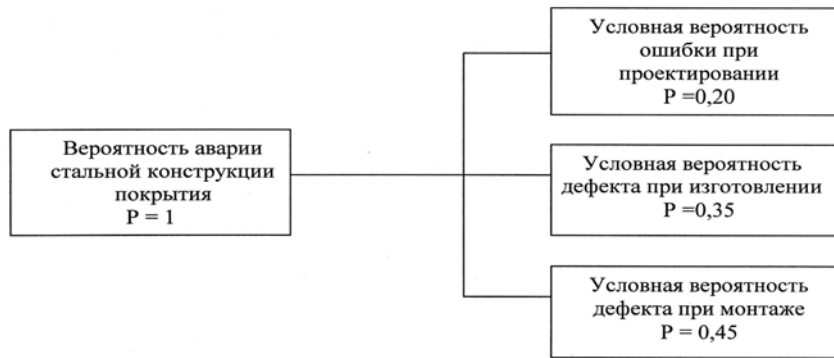 Условная вероятность
ошибки при
проектировании
Р =0,20
Вероятность аварии
стальной конструкции
покрытия
Р = 1
Условная вероятность
дефекта при изготовлении
Р =0,35
Условная вероятность
дефекта при монтаже
Р = 0,45